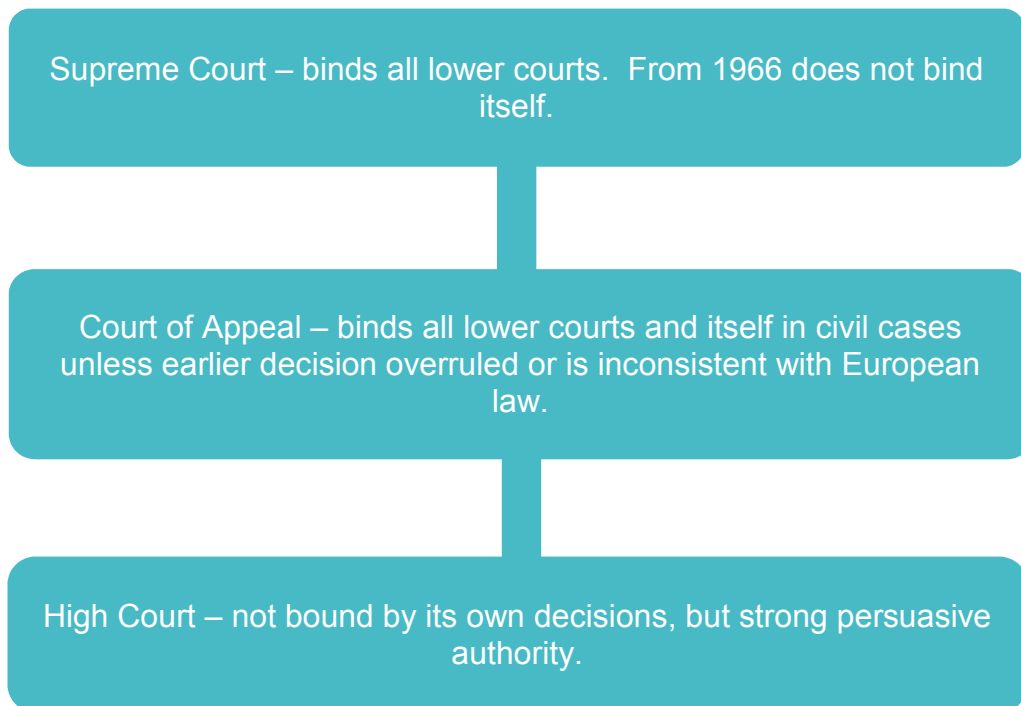 Supreme Court – binds all lower courts.  From 1966 does not bind
itself.
Court of Appeal – binds all lower courts and itself in civil cases
unless earlier decision overruled or is inconsistent with European
law.
High Court – not bound by its own decisions, but strong persuasive
authority.